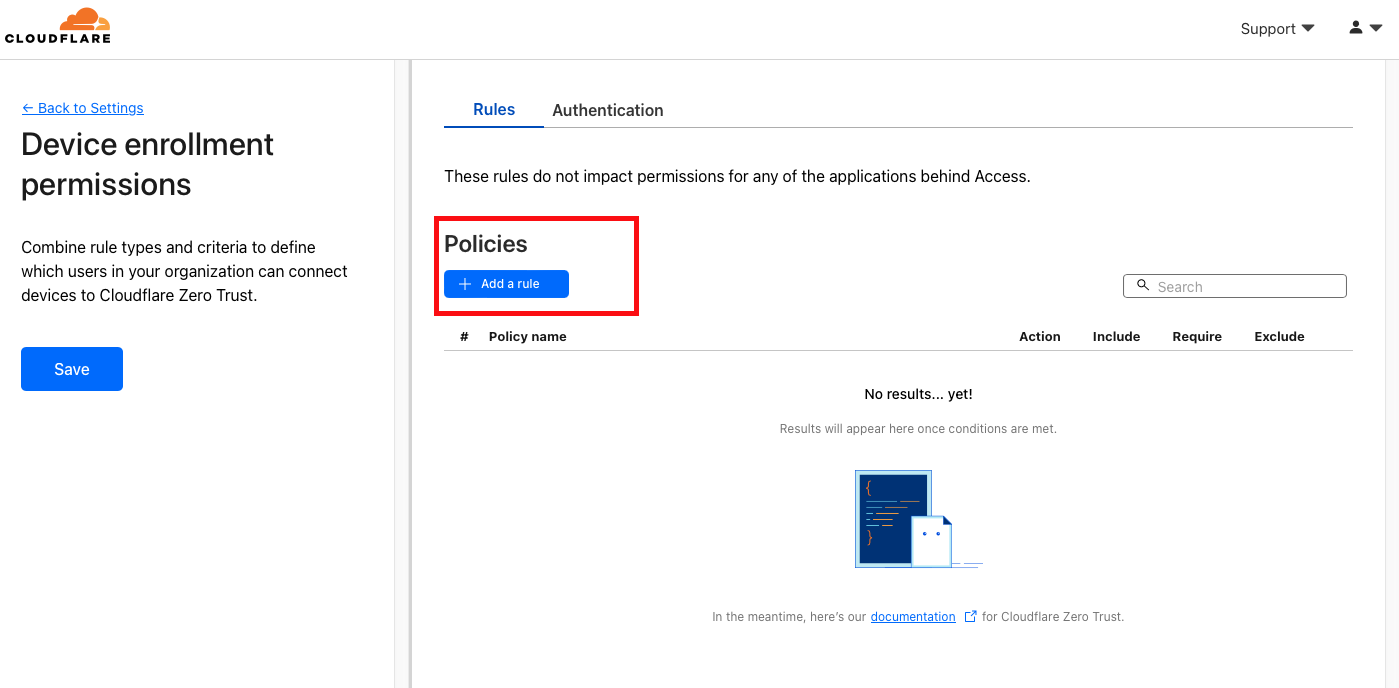 CLOUDFLARE
Support
← Back to Settings
Device enrollment
permissions
Combine rule types and criteria to define
which users in your organization can connect
devices to Cloudflare Zero Trust.
Save
Rules Authentication
These rules do not impact permissions for any of the applications behind Access.
Policies
+ Add a rule
Search
# Policy name Action Include Require Exclude
No results... yet!
Results will appear here once conditions are met.
{
}
In the meantime, here's our documentation for Cloudflare Zero Trust.